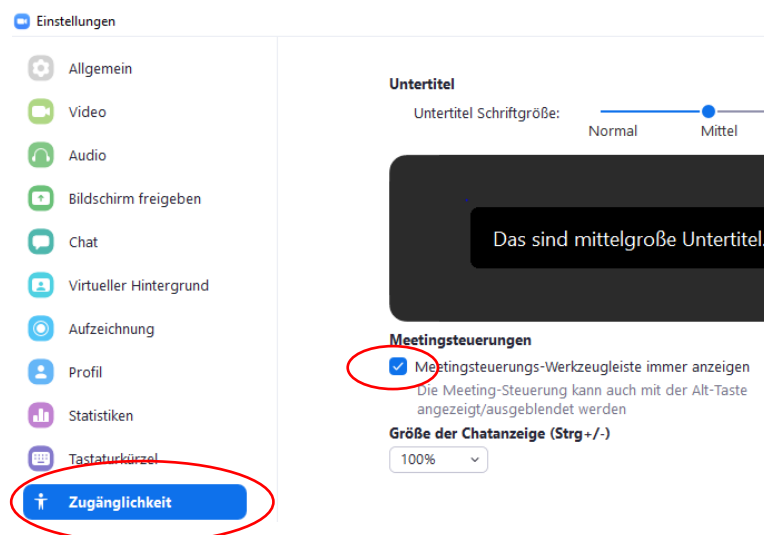 Einstellungen
Allgemein
Video
Audio
Bildschirm freigeben
Chat
Virtueller Hintergrund
Aufzeichnung
Profil
Statistiken
Tastaturkürzel
Zugänglichkeit
Untertitel
Untertitel Schriftgröße:
Normal Mittel
Das sind mittelgroße Untertitel.
Meetingsteuerungen
Meetingsteuerungs-Werkzeugleiste immer anzeigen
Die Meeting-Steuerung kann auch mit der Alt-Taste
angezeigt/ausgeblendet werden
Größe der Chatanzeige (Strg+/-)
100%